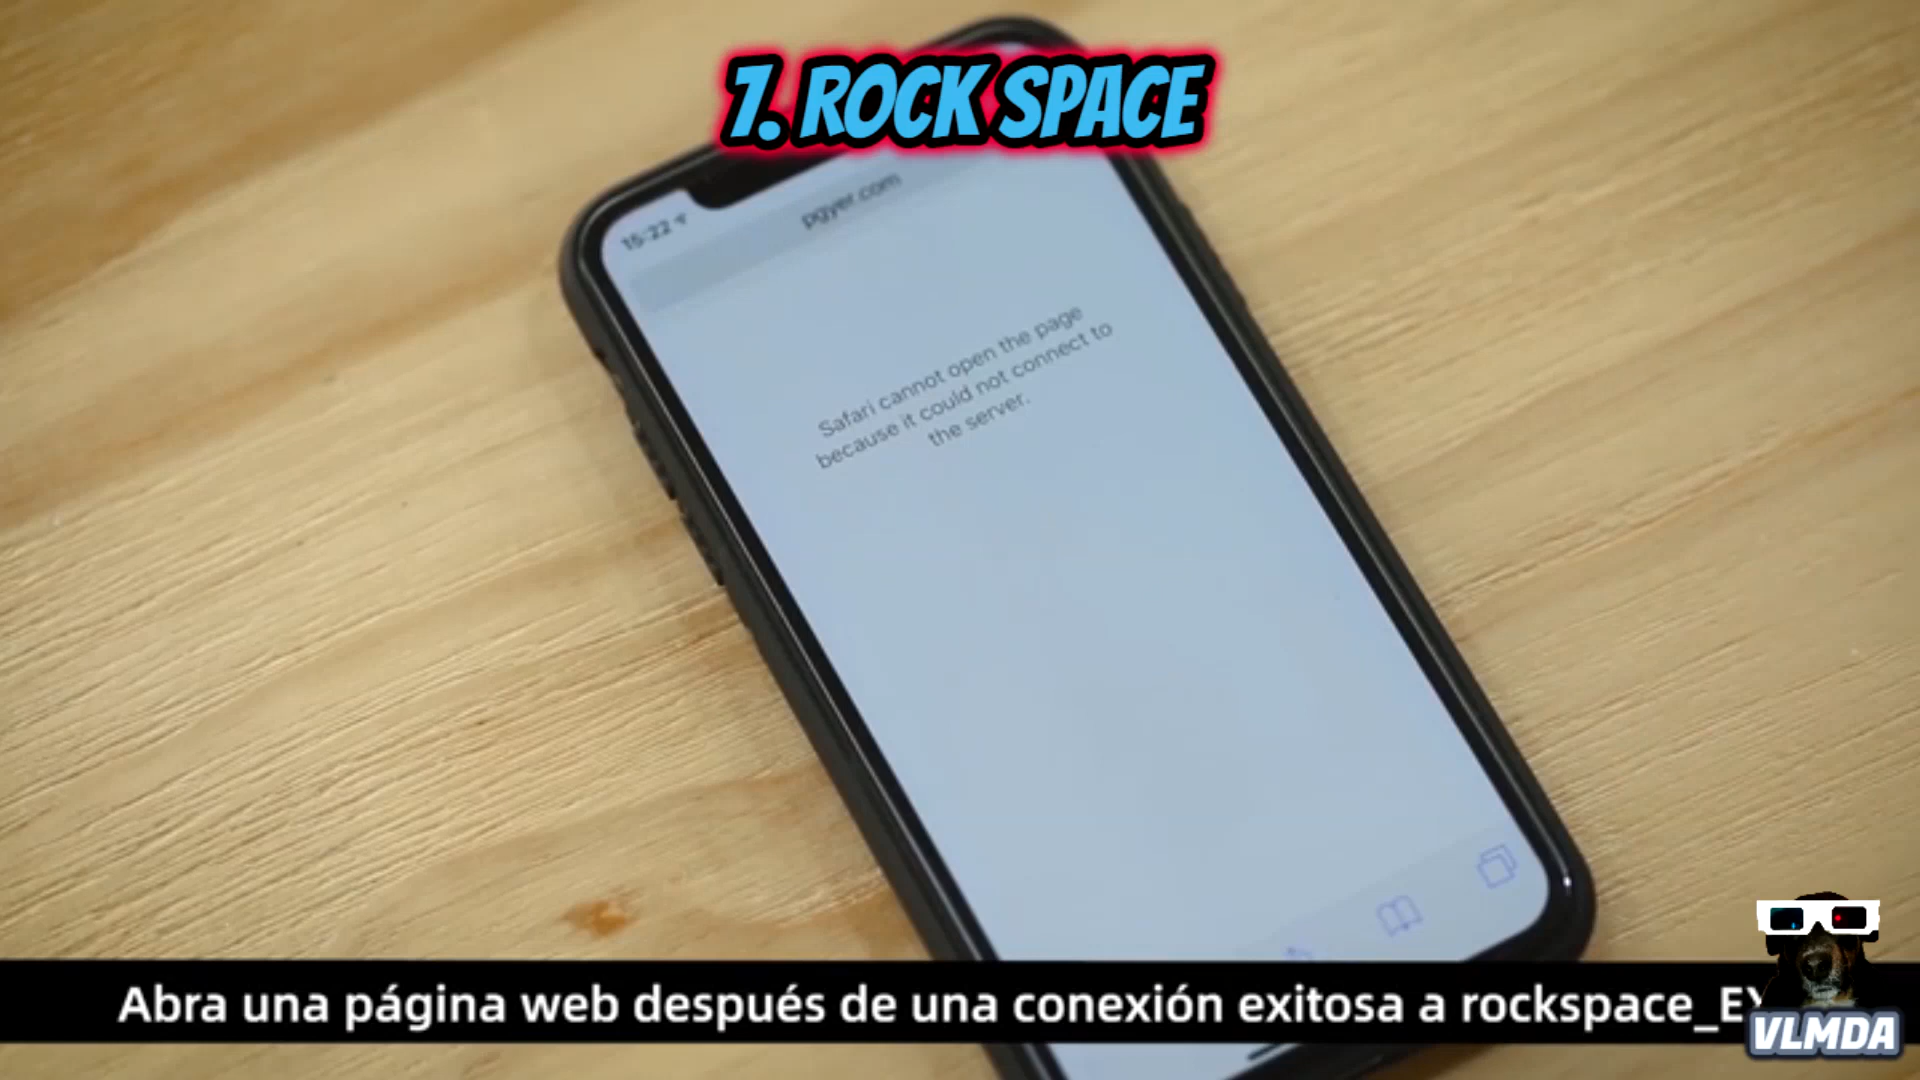 7. ROCK SPACE
15:22
pgyer.com
Safari cannot open the page
because it could not connect to
the server.
Abra una página web después de una conexión exitosa a rockspace_EX
VLMDA